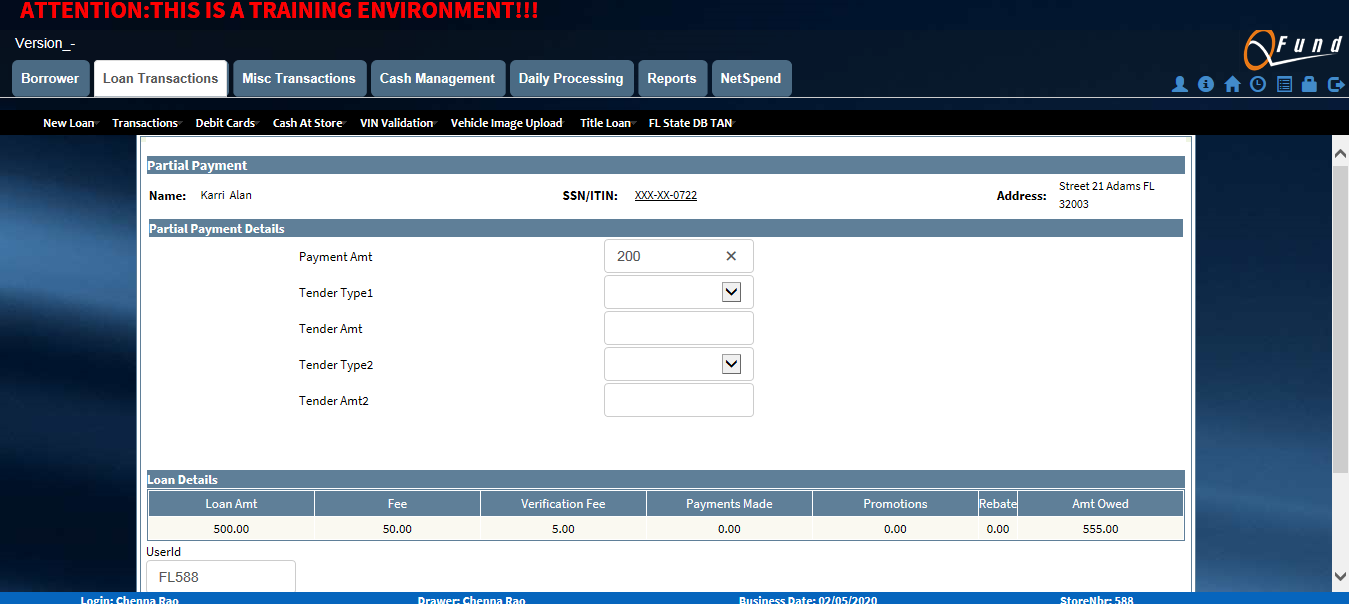 ATTENTION:THIS IS A TRAINING ENVIRONMENT!!!
Version_-
QFund
Borrower Loan Transactions Misc Transactions Cash Management Daily Processing Reports NetSpend
New Loan Transactions Debit Cards Cash At Store VIN Validation Vehicle Image Upload Title Loan FL State DB TAN
Partial Payment
Name: Karri Alan SSN/ITIN: XXX-XX-0722 Address: Street 21 Adams FL
32003
Partial Payment Details
Payment Amt 200
Tender Type1
Tender Amt
Tender Type2
Tender Amt2
Loan Details
Loan Amt Fee Verification Fee Payments Made Promotions Rebate Amt Owed
500.00 50.00 5.00 0.00 0.00 0.00 555.00
UserId
FL588
Login: Chenna Rao Drawer: Chenna Rao Business Date: 02/05/2020 StoreNbr: 588